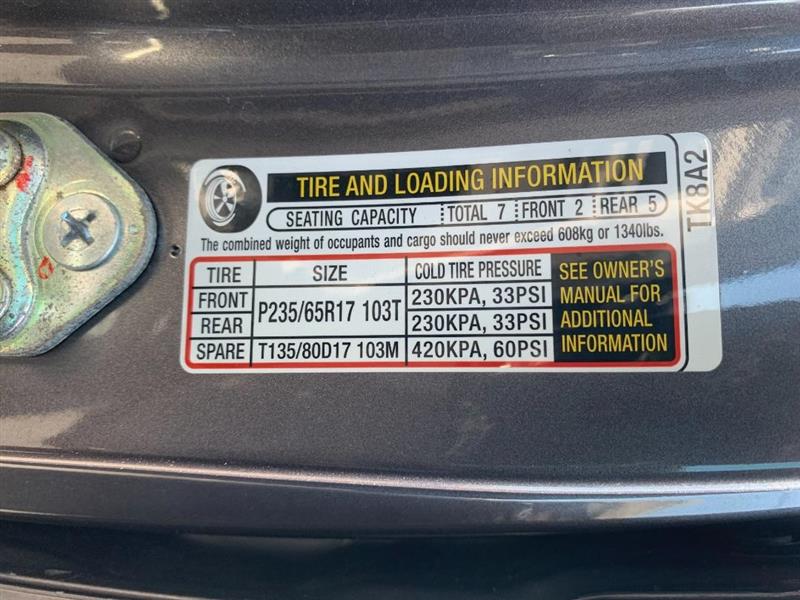 TIRE AND LOADING INFORMATION
SEATING CAPACITY TOTAL 7 FRONT 2 REAR 5
The combined weight of occupants and cargo should never exceed 608kg or 1340lbs.
TIRE SIZE COLD TIRE PRESSURE
FRONT P235/65R17 103T 230KPA, 33PSI
REAR 230KPA, 33PSI
SPARE T135/80D17 103M 420KPA, 60PSI
SEE OWNER'S
MANUAL FOR
ADDITIONAL
INFORMATION
TK8A2